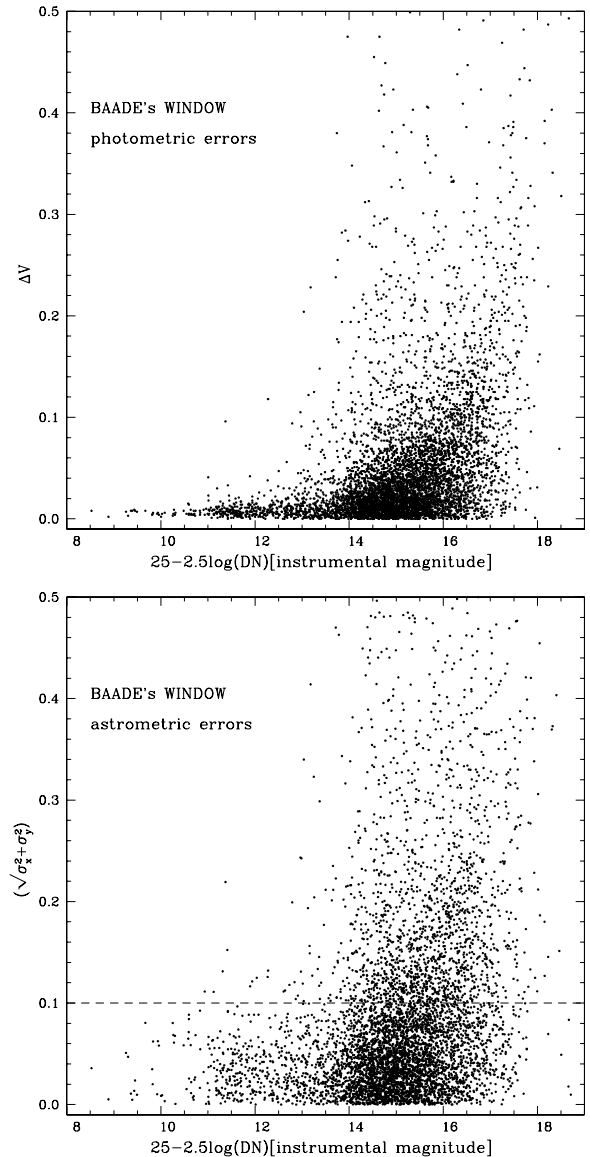 0.5
0.4
BAADE's WINDOW
photometric errors
0.3
ΔV
0.2
0.1
0.0
8 10 12 14 16 18
25−2.5log(DN)[instrumental magnitude]
0.5
0.4
BAADE's WINDOW
astrometric errors
0.3
(√σ²ₓ+σ²ᵧ)
0.2
0.1
0.0
8 10 12 14 16 18
25−2.5log(DN)[instrumental magnitude]